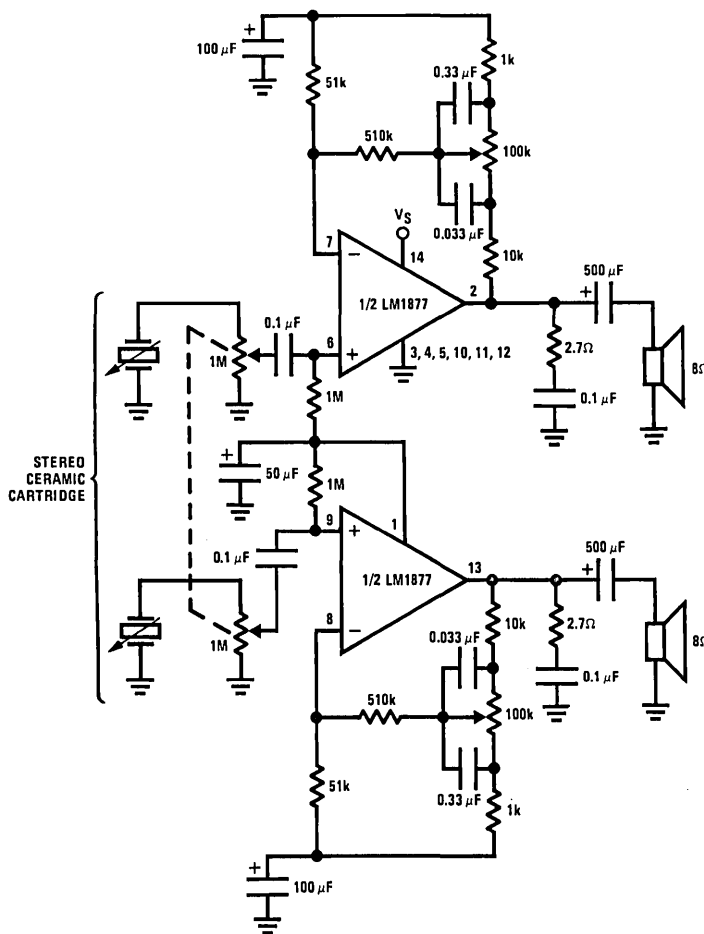 100 µF
51k
1k
0.33 µF
510k
100k
0.033 µF
10k
VS
7
14
2
1/2 LM1877
500 µF
0.1 µF
6
3, 4, 5, 10, 11, 12
1M
2.7Ω
0.1 µF
8Ω
1M
STEREO
CERAMIC
CARTRIDGE
50 µF
1M
9
1
0.1 µF
1/2 LM1877
13
500 µF
8
1M
10k
2.7Ω
0.033 µF
8Ω
0.1 µF
510k
100k
51k
0.33 µF
1k
100 µF